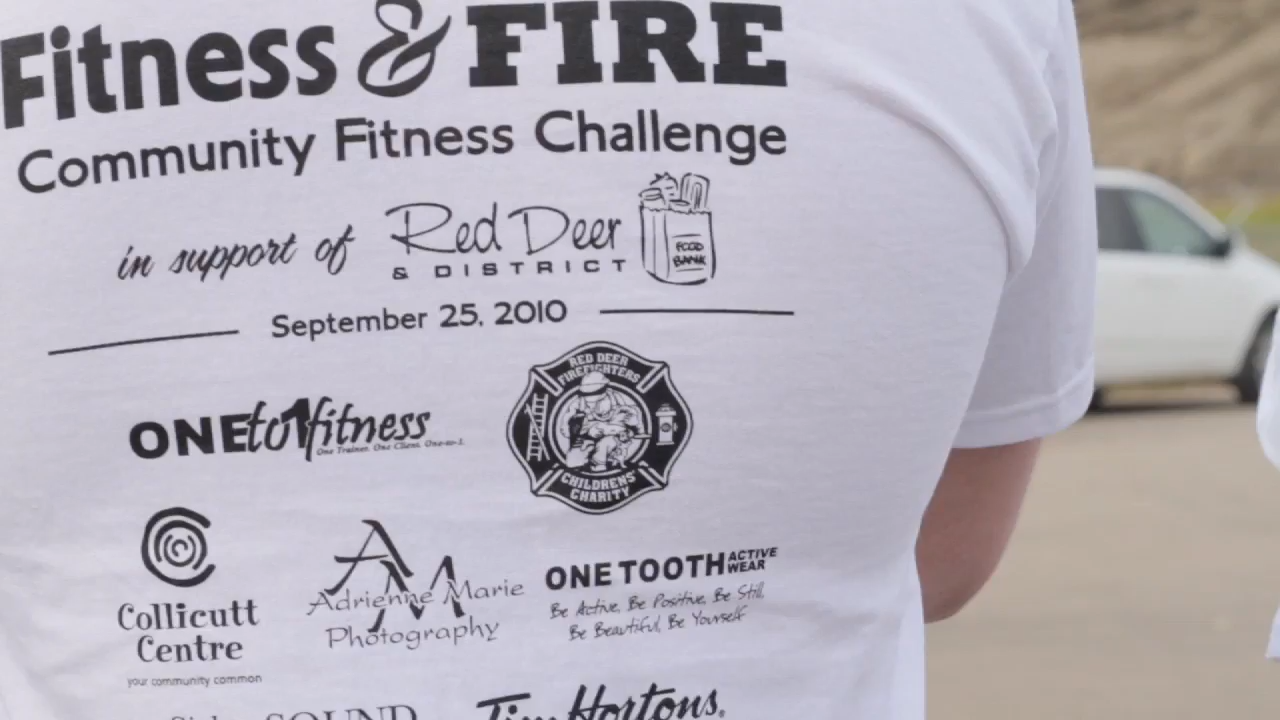 Fitness & FIRE
Community Fitness Challenge
in support of Red Deer
& DISTRICT
FOOD
BANK
September 25, 2010
ONEto1fitness
One Trainer. One Client. One-to-1.
RED DEER
FIREFIGHTERS
CHILDRENS'
CHARITY
Collicutt
Centre
your community common
AM
Adrienne Marie
Photography
ONE TOOTH ACTIVE
WEAR
Be Active, Be Positive, Be Still,
Be Beautiful, Be Yourself
SOUND
Tim Hortons.